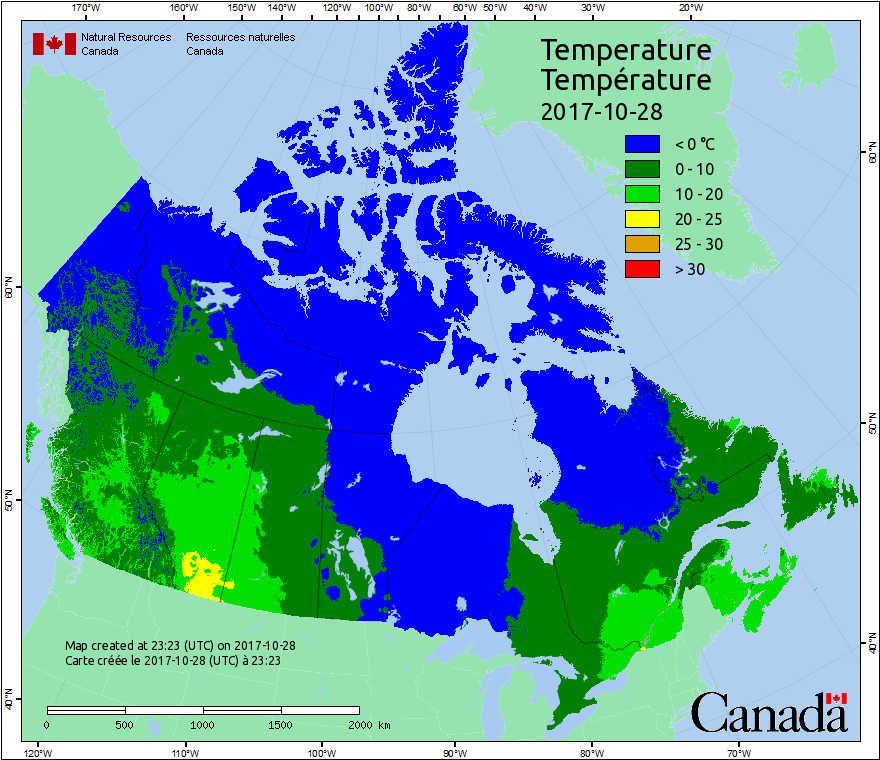 170°W 160°W 150°W 140°W 120°W 100°W 80°W 60°W 50°W 40°W 30°W 20°W
Natural Resources Ressources naturelles
Canada Canada
Temperature
Température
2017-10-28
< 0 °C
0 - 10
10 - 20
20 - 25
25 - 30
> 30
60°N
60°N
50°N
50°N
40°N
40°N
Map created at 23:23 (UTC) on 2017-10-28
Carte créée le 2017-10-28 (UTC) à 23:23
0 500 1000 1500 2000 km
Canada
120°W 110°W 100°W 90°W 80°W 70°W